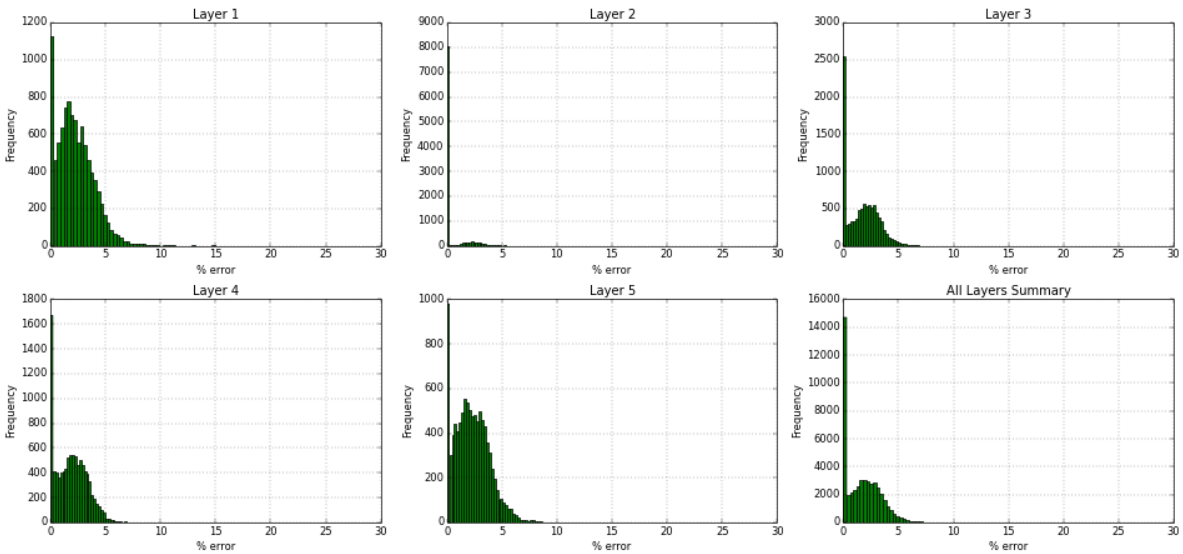 Layer 1
1200
1000
800
600
400
200
0
Frequency
0 5 10 15 20 25 30
% error
Layer 2
9000
8000
7000
6000
5000
4000
3000
2000
1000
0
Frequency
0 5 10 15 20 25 30
% error
Layer 3
3000
2500
2000
1500
1000
500
0
Frequency
0 5 10 15 20 25 30
% error
Layer 4
1800
1600
1400
1200
1000
800
600
400
200
0
Frequency
0 5 10 15 20 25 30
% error
Layer 5
1000
800
600
400
200
0
Frequency
0 5 10 15 20 25 30
% error
All Layers Summary
16000
14000
12000
10000
8000
6000
4000
2000
0
Frequency
0 5 10 15 20 25 30
% error